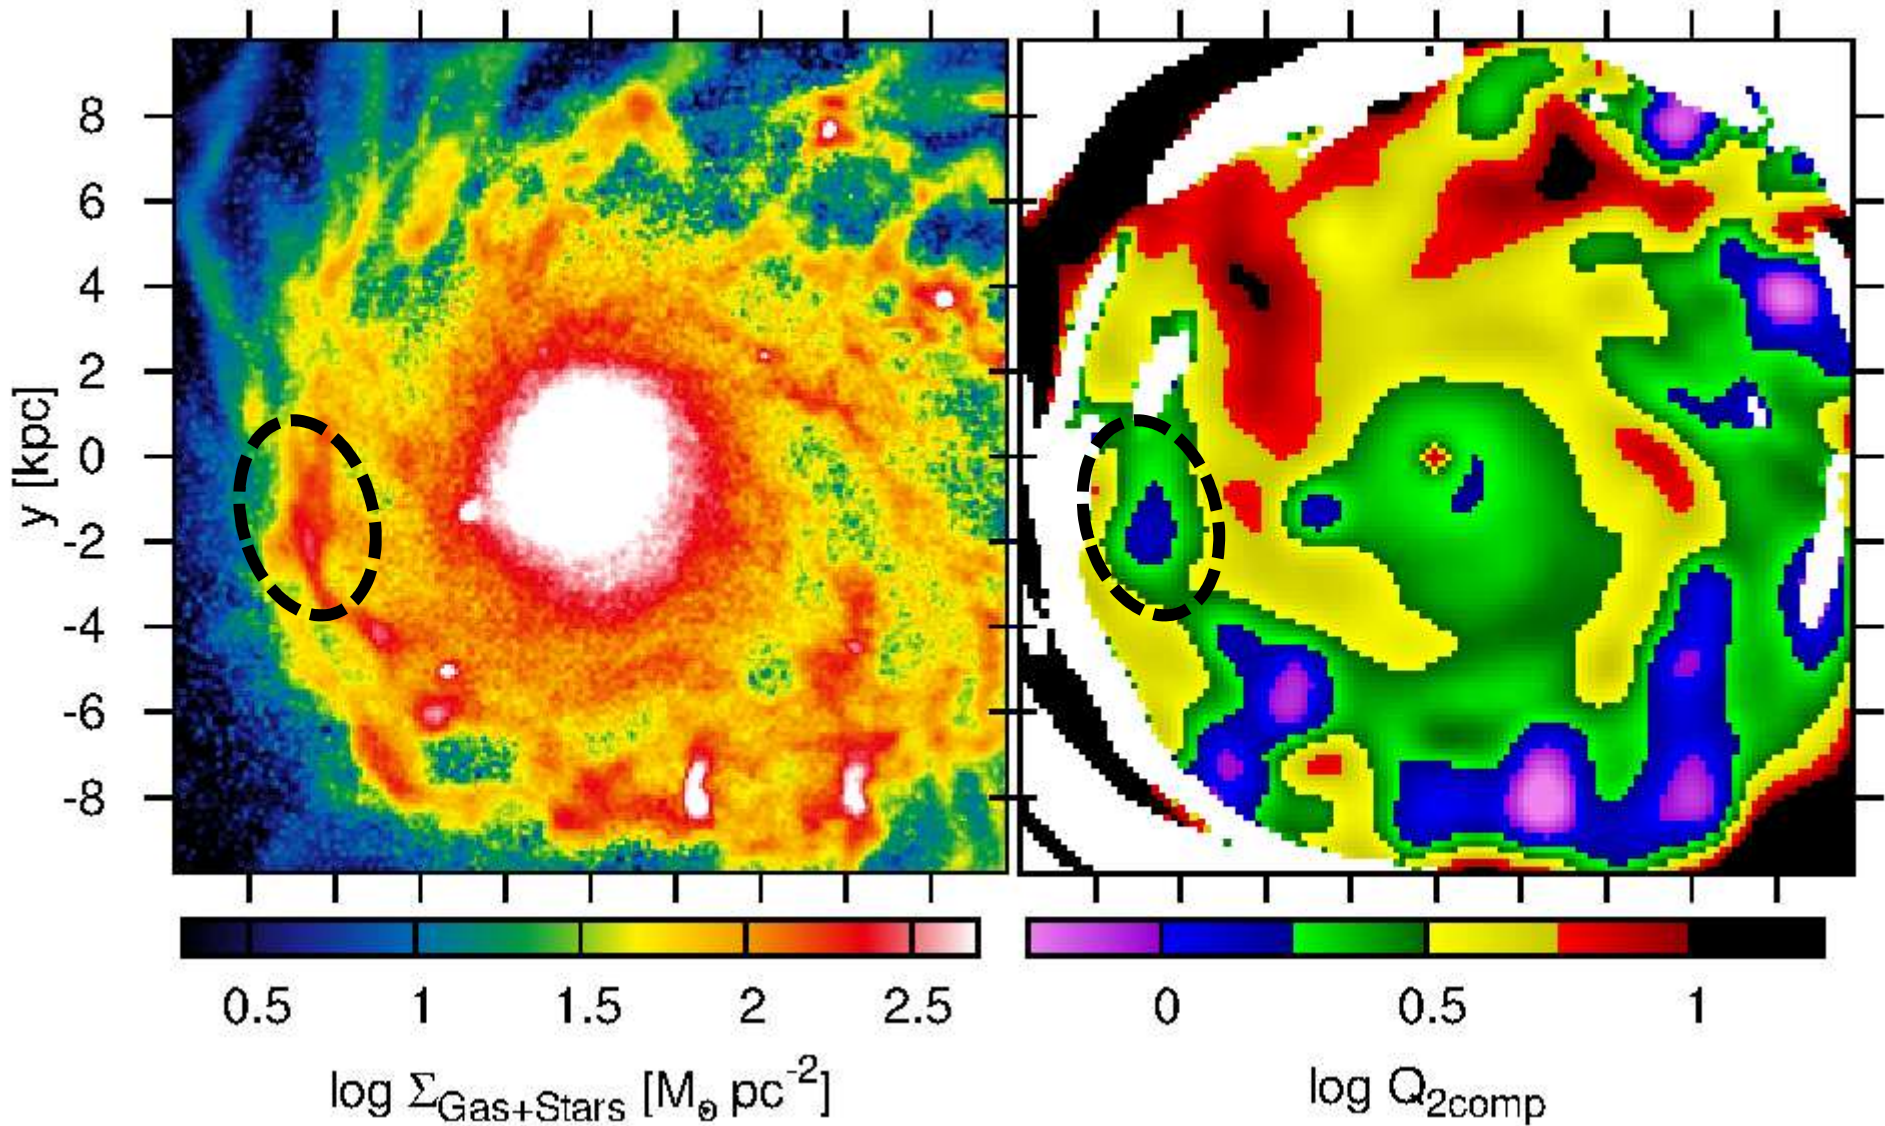 8
6
4
2
0
-2
-4
-6
-8
y [kpc]
0.5 1 1.5 2 2.5
0 0.5 1
log Σ_Gas+Stars [M_⊙ pc^-2]
log Q_2comp